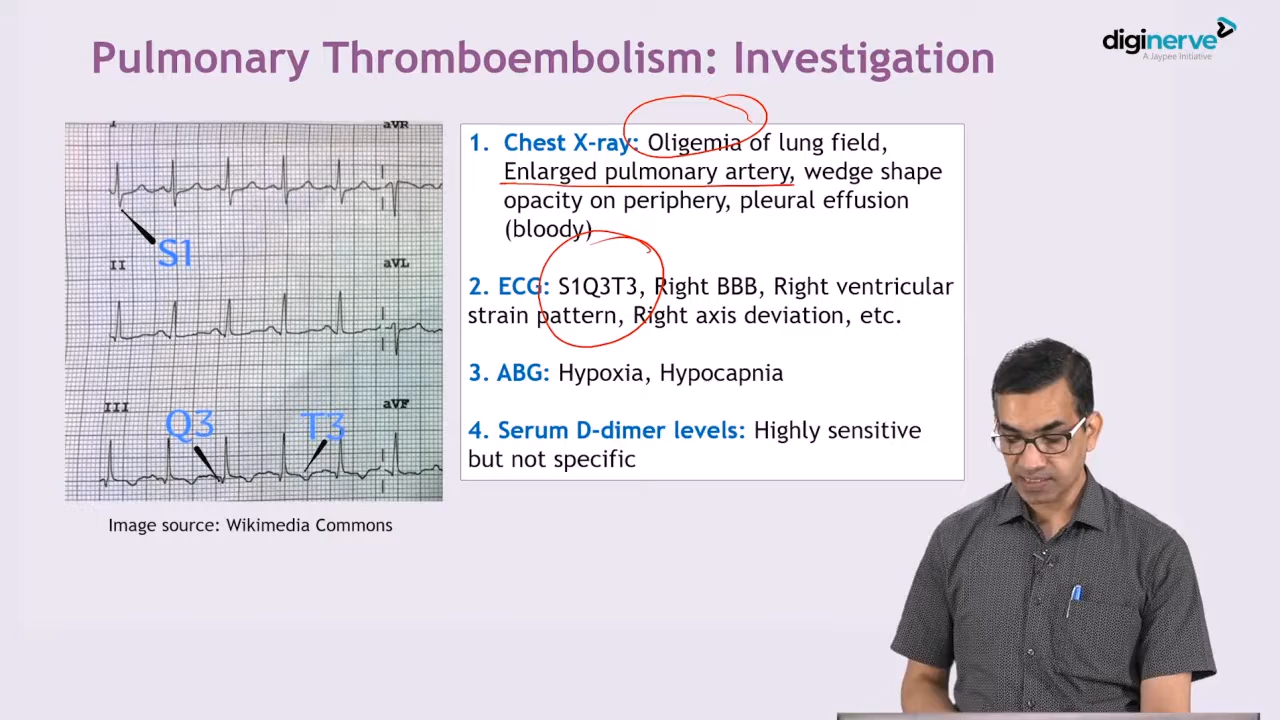 Pulmonary Thromboembolism: Investigation
diginerve
A Jaypee Initiative
I
aVR
S1
II
aVL
III
aVF
Q3
T3
Image source: Wikimedia Commons
1. Chest X-ray: Oligemia of lung field,
Enlarged pulmonary artery, wedge shape
opacity on periphery, pleural effusion
(bloody)
2. ECG: S1Q3T3, Right BBB, Right ventricular
strain pattern, Right axis deviation, etc.
3. ABG: Hypoxia, Hypocapnia
4. Serum D-dimer levels: Highly sensitive
but not specific